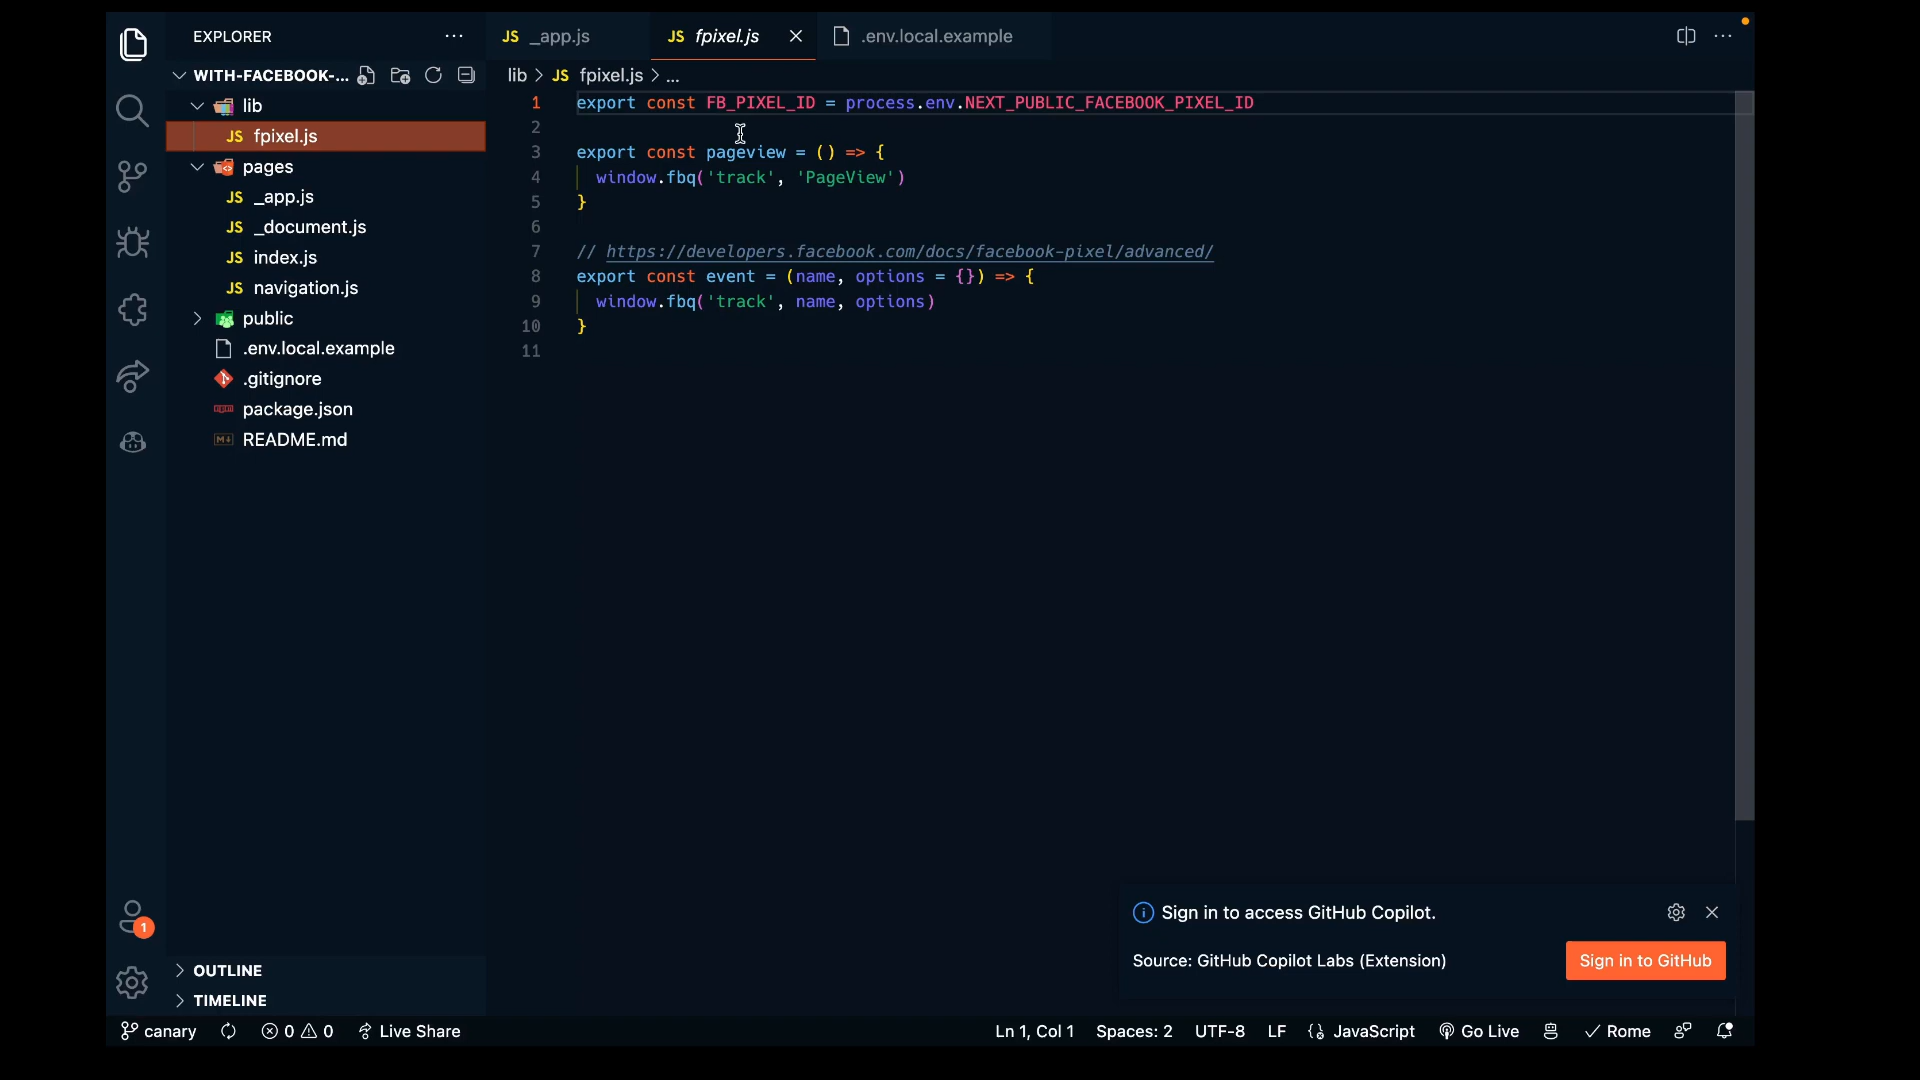 EXPLORER
JS _app.js
JS fpixel.js
.env.local.example
WITH-FACEBOOK-...
lib > JS fpixel.js > ...
lib
JS fpixel.js
pages
JS _app.js
JS _document.js
JS index.js
JS navigation.js
public
.env.local.example
.gitignore
package.json
README.md
1 export const FB_PIXEL_ID = process.env.NEXT_PUBLIC_FACEBOOK_PIXEL_ID
2
3 export const pageview = () => {
4 window.fbq('track', 'PageView')
5 }
6
7 // https://developers.facebook.com/docs/facebook-pixel/advanced/
8 export const event = (name, options = {}) => {
9 window.fbq('track', name, options)
10 }
11
1
OUTLINE
TIMELINE
Sign in to access GitHub Copilot.
Source: GitHub Copilot Labs (Extension)
Sign in to GitHub
canary 0 0 Live Share Ln 1, Col 1 Spaces: 2 UTF-8 LF JavaScript Go Live Rome